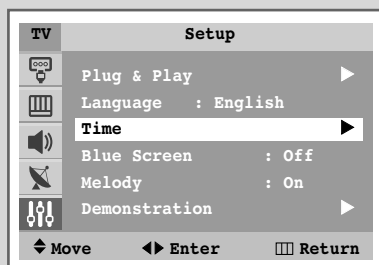 TV Setup
Plug & Play
Language : English
Time
Blue Screen : Off
Melody : On
Demonstration
Move Enter Return